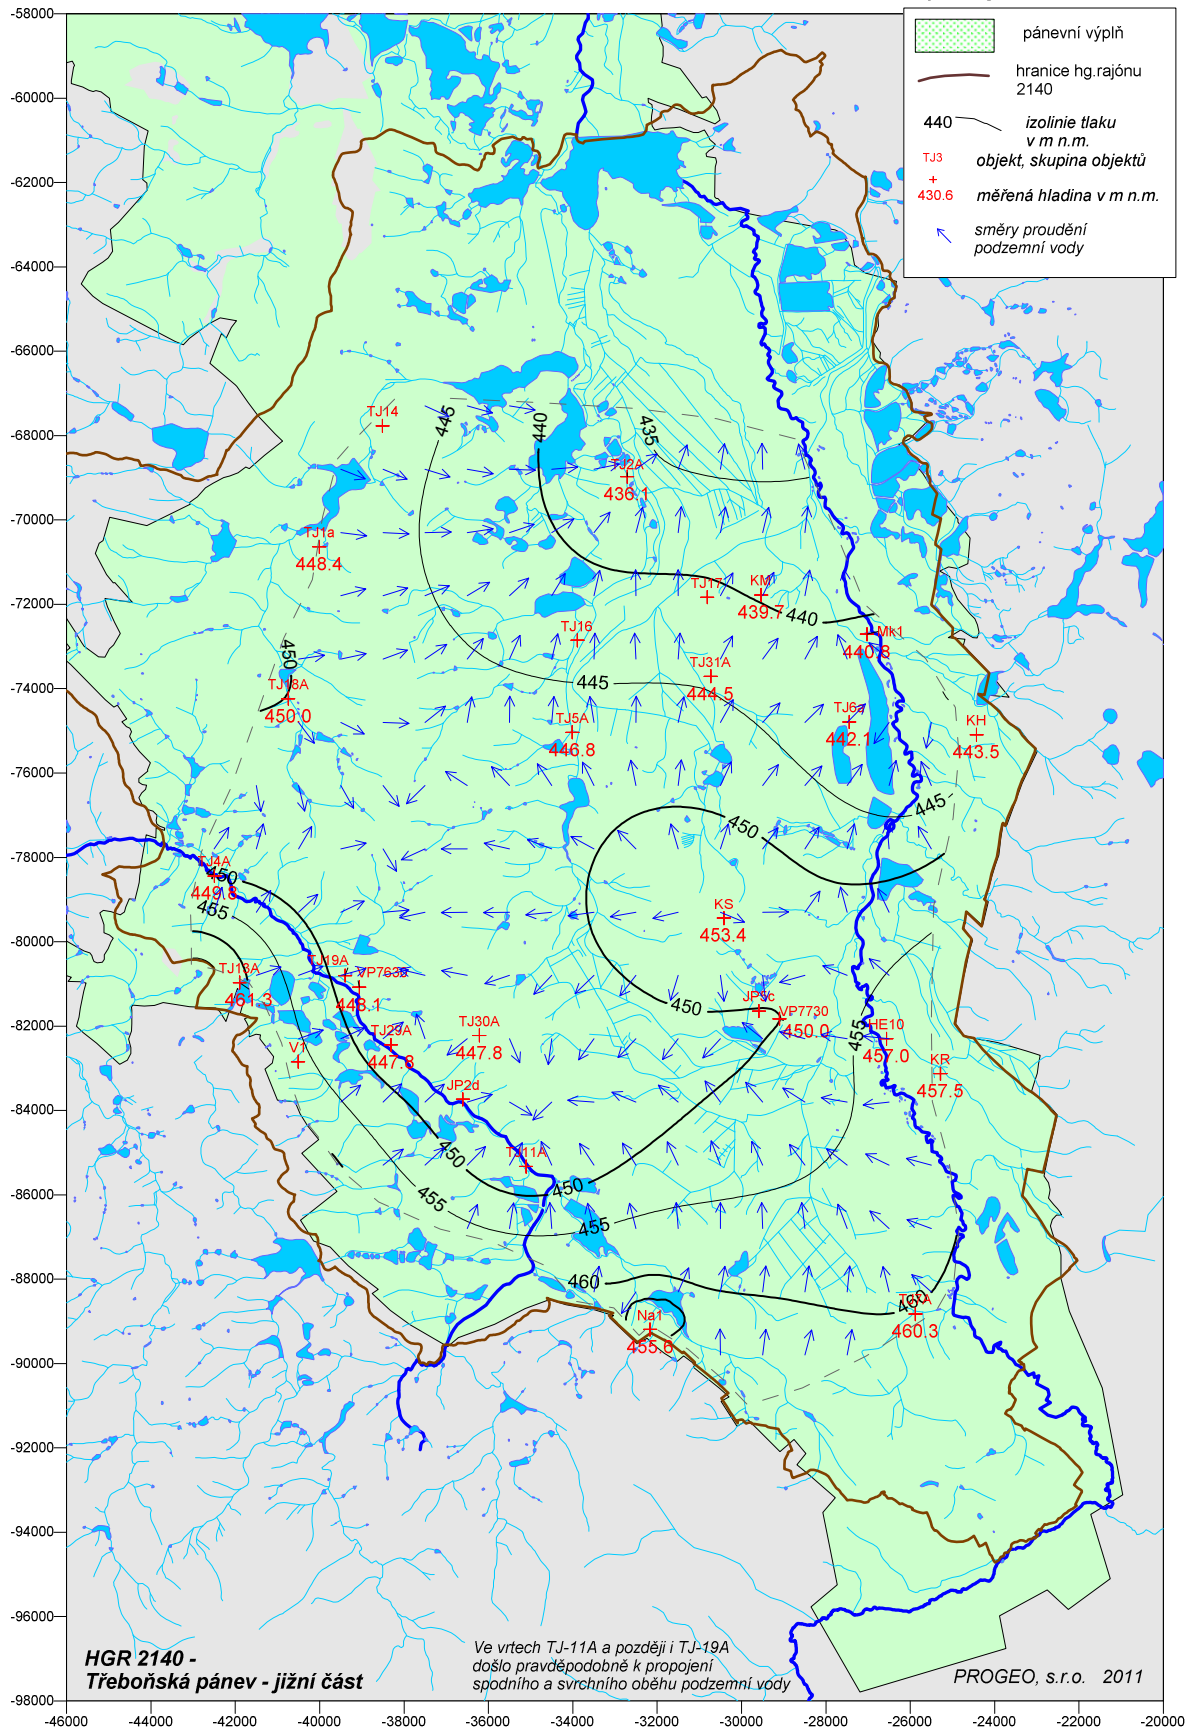 -58000
-60000
-62000
-64000
-66000
-68000
-70000
-72000
-74000
-76000
-78000
-80000
-82000
-84000
-86000
-88000
-90000
-92000
-94000
-96000
-98000
-46000
-44000
-42000
-40000
-38000
-36000
-34000
-32000
-30000
-28000
-26000
-24000
-22000
-20000
pánevní výplň
hranice hg.rajónu
2140
440
izolinie tlaku
v m n.m.
TJ3
objekt, skupina objektů
430.6
měřená hladina v m n.m.
směry proudění
podzemní vody
TJ14
445
440
435
TJ2A
436.1
TJ1a
448.4
TJ17
KM
439.7
440
Mk1
440.8
TJ16
450
TJ18A
450.0
445
TJ31A
444.5
TJ5A
446.8
TJ6a
442.1
KH
443.5
445
450
TJ4A
450
449.8
455
KS
453.4
TJ13A
461.3
TJ19A
448.1
450
JP5c
VP7730
450.0
455
HE10
457.0
KR
457.5
V1
TJ29A
447.8
TJ30A
447.8
JP2d
TJ11A
450
450
455
455
460
460
460.3
Na1
455.6
HGR 2140 -
Třeboňská pánev - jižní část
Ve vrtech TJ-11A a později i TJ-19A
došlo pravděpodobně k propojení
spodního a svrchního oběhu podzemní vody
PROGEO, s.r.o. 2011